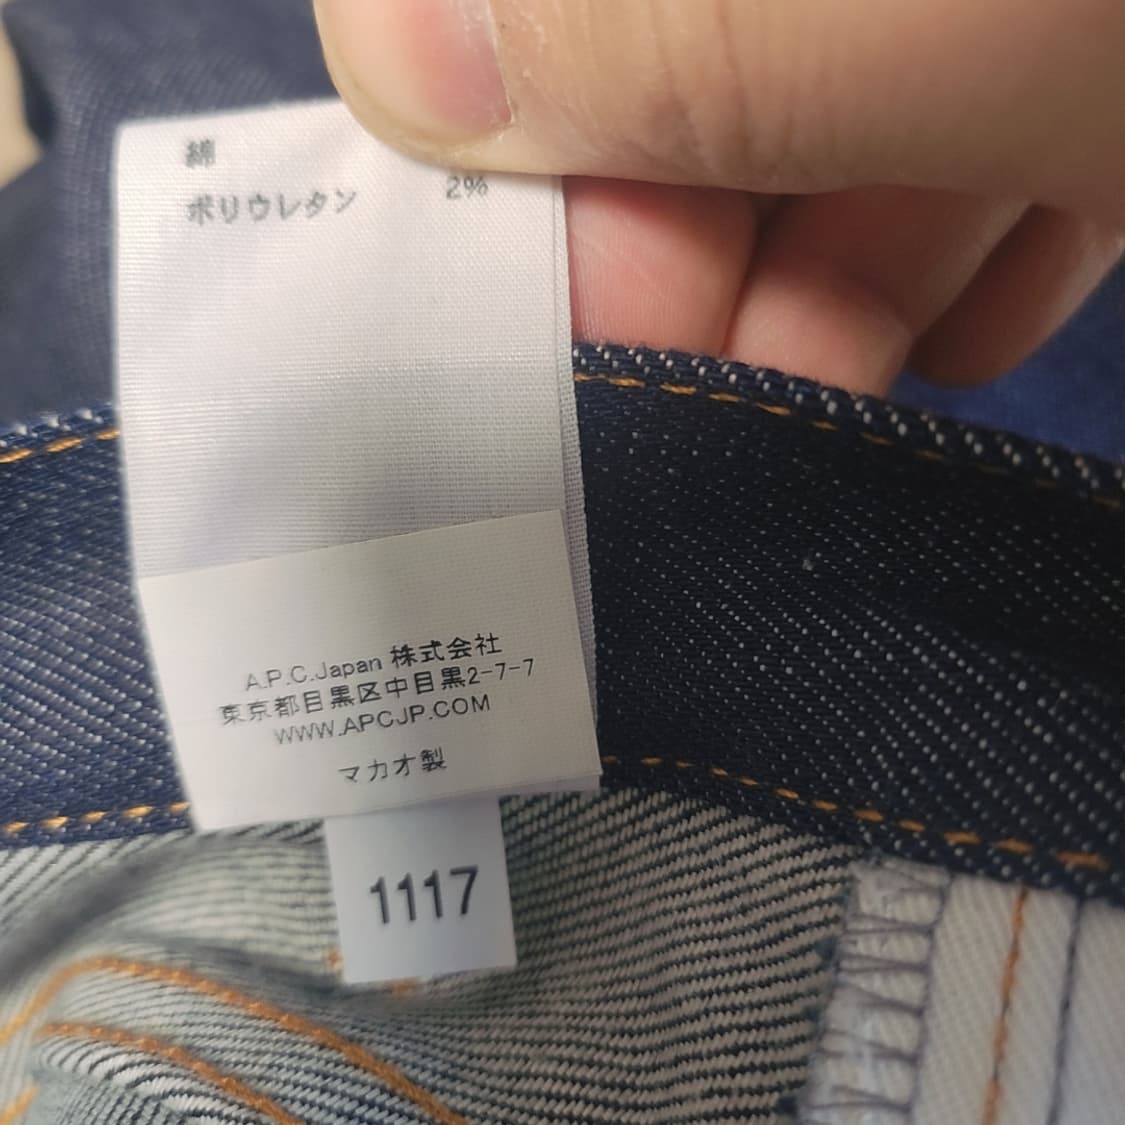 綿
ポリウレタン 2%
A.P.C.Japan 株式会社
東京都目黒区中目黒2-7-7
WWW.APCJP.COM
マカオ製
1117